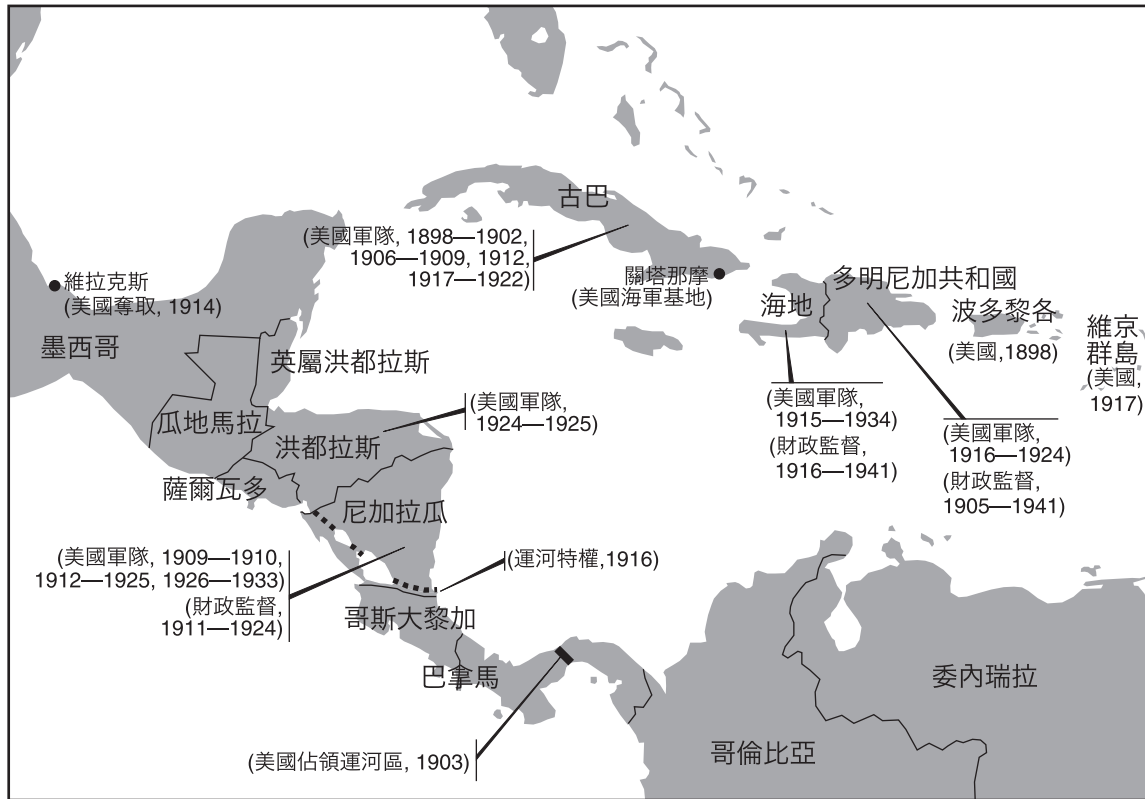 古巴
(美國軍隊, 1898—1902,
1906—1909, 1912,
1917—1922)
維拉克斯
(美國奪取, 1914)
墨西哥
關塔那摩
(美國海軍基地)
多明尼加共和國
海地
波多黎各
(美國,1898)
維京
群島
(美國,
1917)
英屬洪都拉斯
瓜地馬拉
(美國軍隊,
1924—1925)
洪都拉斯
(美國軍隊,
1915—1934)
(財政監督,
1916—1941)
(美國軍隊,
1916—1924)
(財政監督,
1905—1941)
薩爾瓦多
尼加拉瓜
(美國軍隊, 1909—1910,
1912—1925, 1926—1933)
(財政監督,
1911—1924)
(運河特權,1916)
哥斯大黎加
巴拿馬
委內瑞拉
哥倫比亞
(美國佔領運河區, 1903)